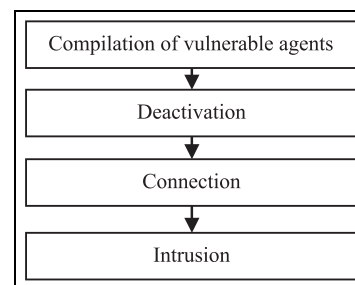 Compilation of vulnerable agents
Deactivation
Connection
Intrusion